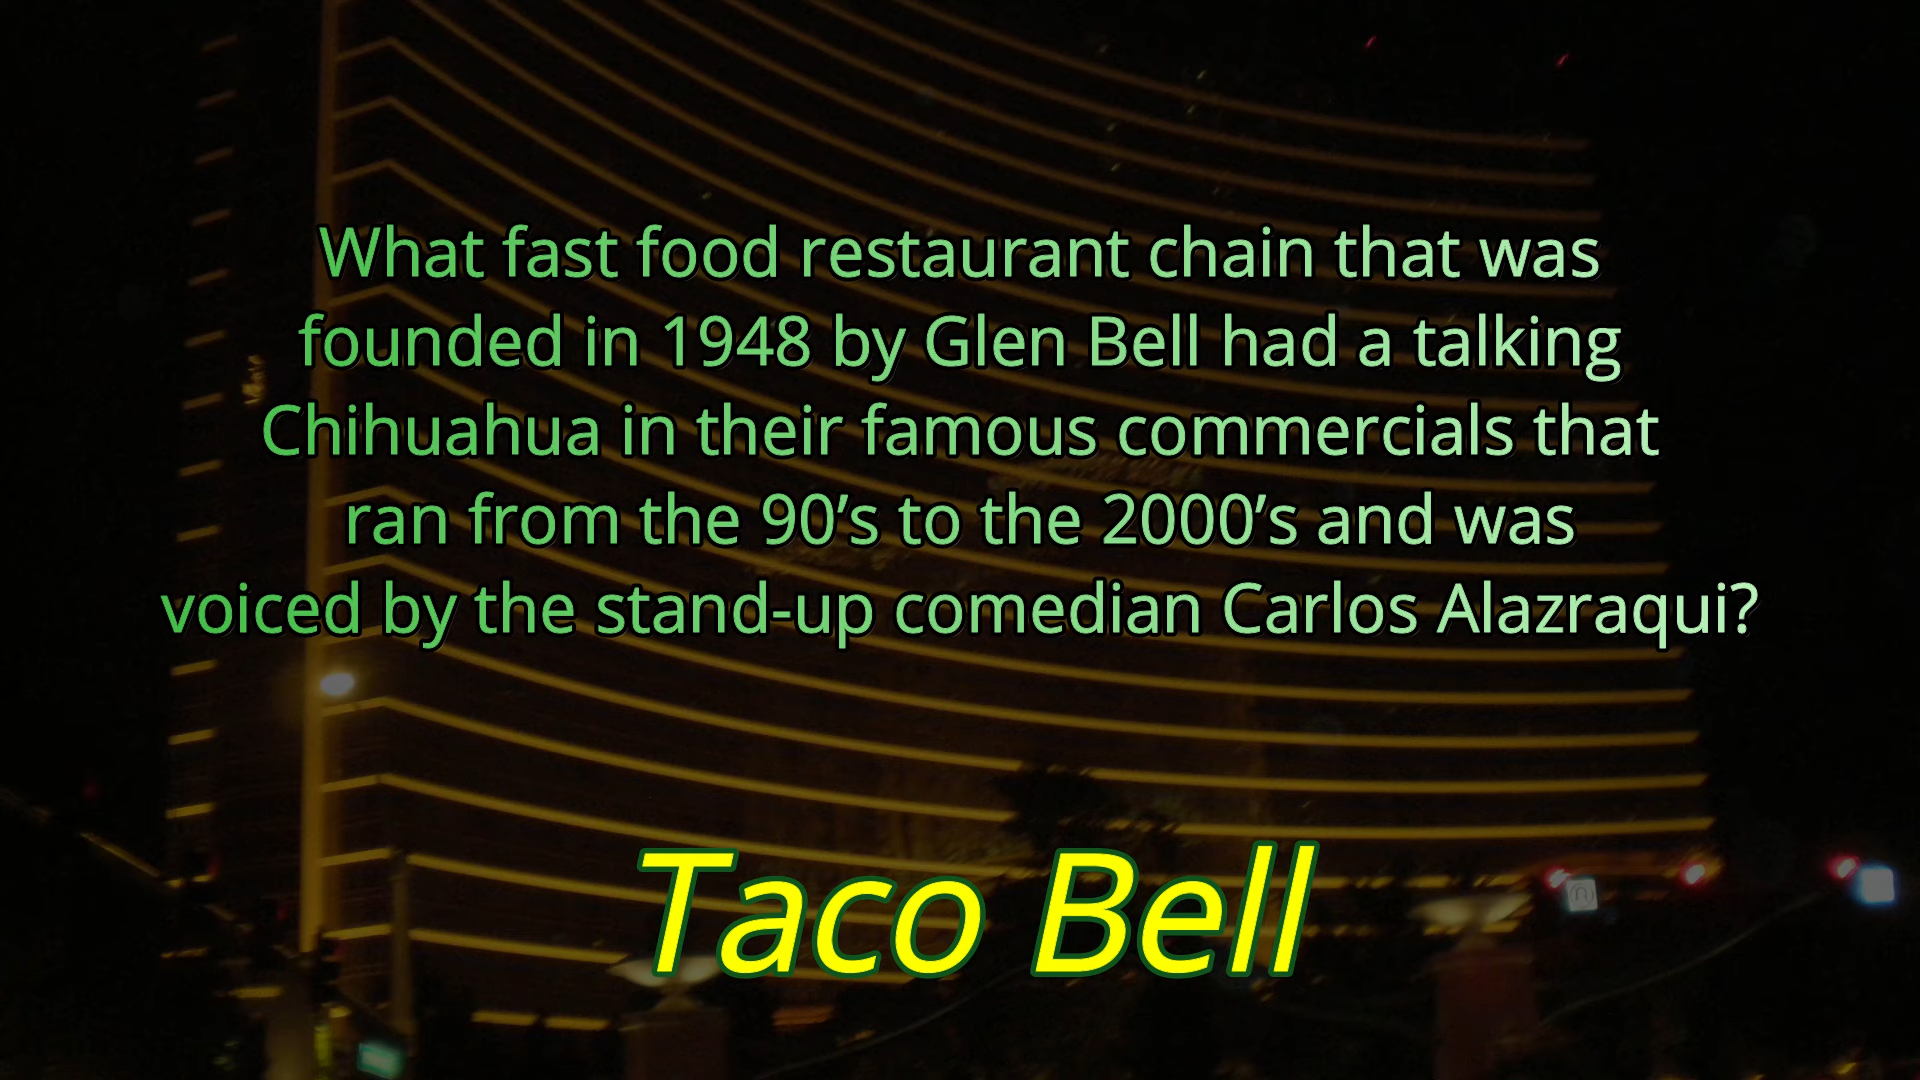 What fast food restaurant chain that was
founded in 1948 by Glen Bell had a talking
Chihuahua in their famous commercials that
ran from the 90’s to the 2000’s and was
voiced by the stand-up comedian Carlos Alazraqui?
Taco Bell